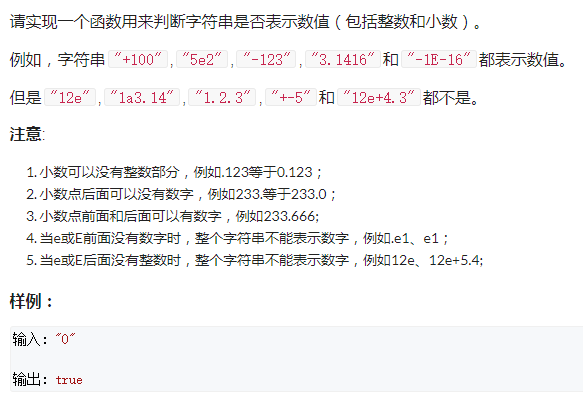 请实现一个函数用来判断字符串是否表示数值（包括整数和小数）。
例如，字符串"+100","5e2","-123","3.1416"和"-1E-16"都表示数值。
但是"12e","1a3.14","1.2.3","+-5"和"12e+4.3"都不是。
注意:
1. 小数可以没有整数部分，例如.123等于0.123；
2. 小数点后面可以没有数字，例如233.等于233.0；
3. 小数点前面和后面可以有数字，例如233.666;
4. 当e或E前面没有数字时，整个字符串不能表示数字，例如.e1、e1；
5. 当e或E后面没有整数时，整个字符串不能表示数字，例如12e、12e+5.4;
样例：
输入: "0"
输出: true